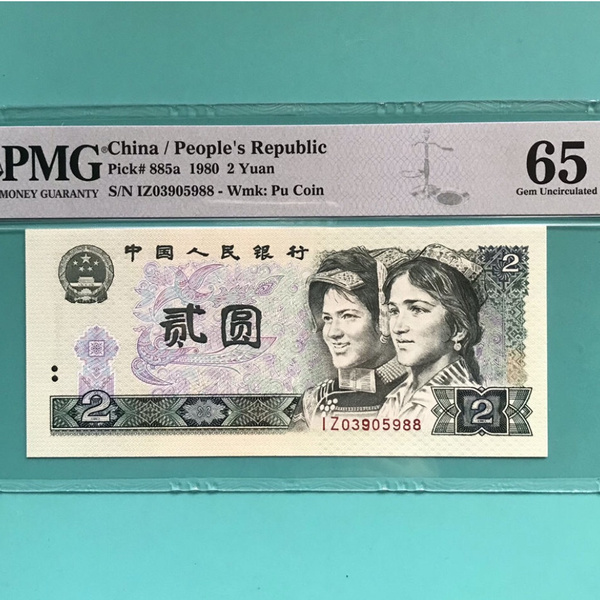 PMG®
MONEY GUARANTY
China / People's Republic
Pick# 885a 1980 2 Yuan
S/N IZ03905988 - Wmk: Pu Coin
65
Gem Uncirculated
中国人民银行
2
贰圆
2
2
IZ03905988